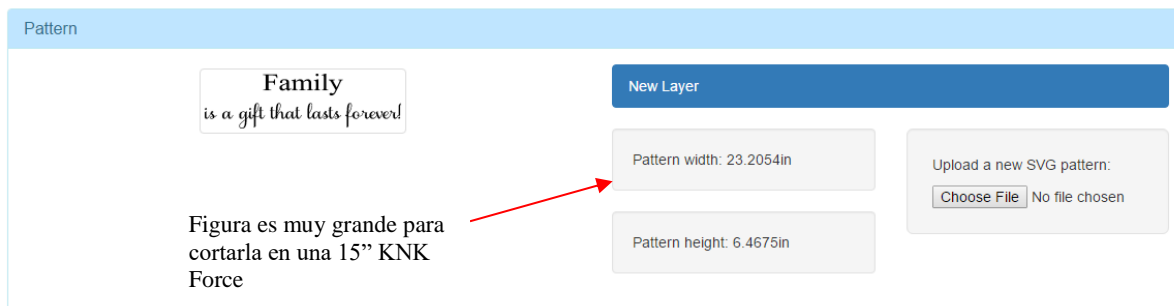 Pattern
Family
is a gift that lasts forever!
New Layer
Pattern width: 23.2054in
Upload a new SVG pattern:
Choose File No file chosen
Figura es muy grande para
cortarla en una 15” KNK
Force
Pattern height: 6.4675in